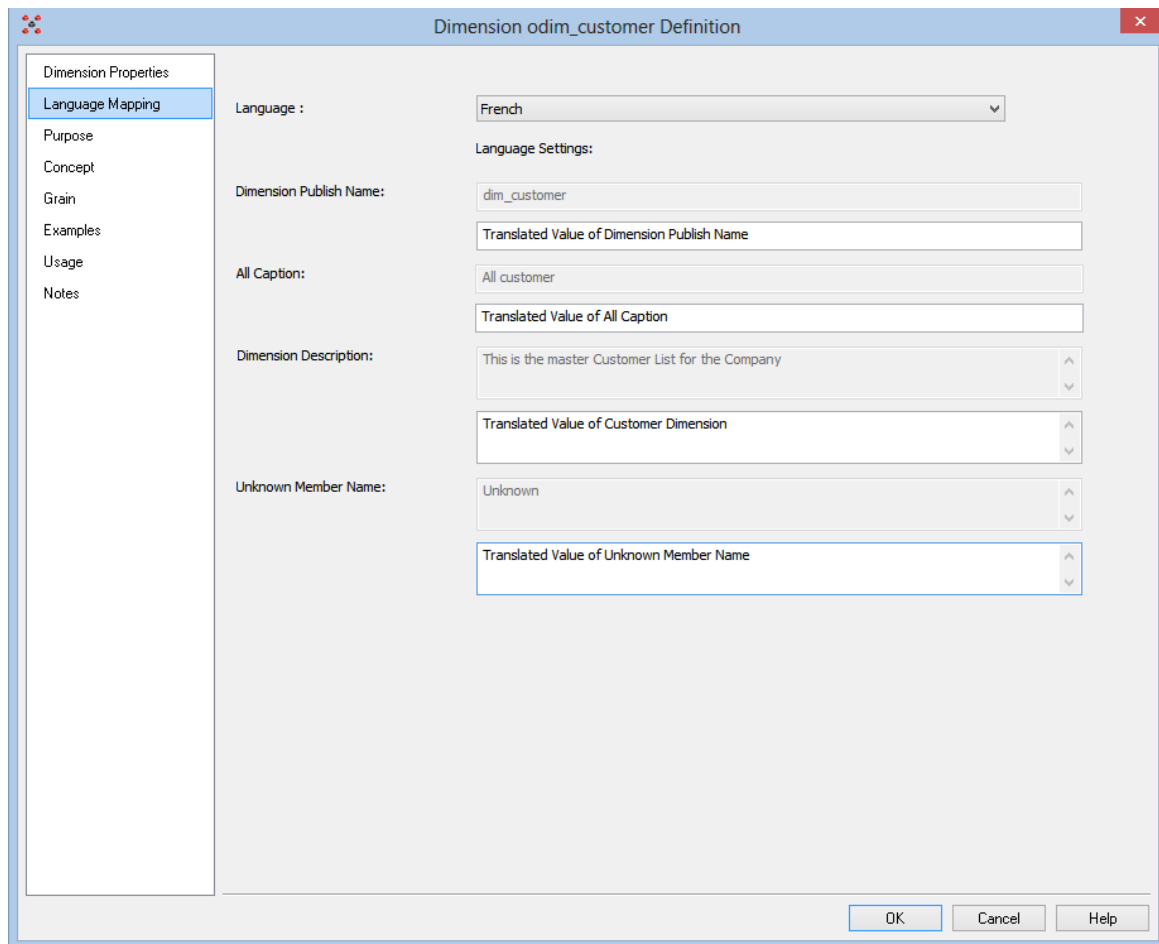 Dimension odim_customer Definition
Dimension Properties
Language Mapping
Purpose
Concept
Grain
Examples
Usage
Notes
Language :
French
Language Settings:
Dimension Publish Name:
dim_customer
Translated Value of Dimension Publish Name
All Caption:
All customer
Translated Value of All Caption
Dimension Description:
This is the master Customer List for the Company
Translated Value of Customer Dimension
Unknown Member Name:
Unknown
Translated Value of Unknown Member Name
OK
Cancel
Help